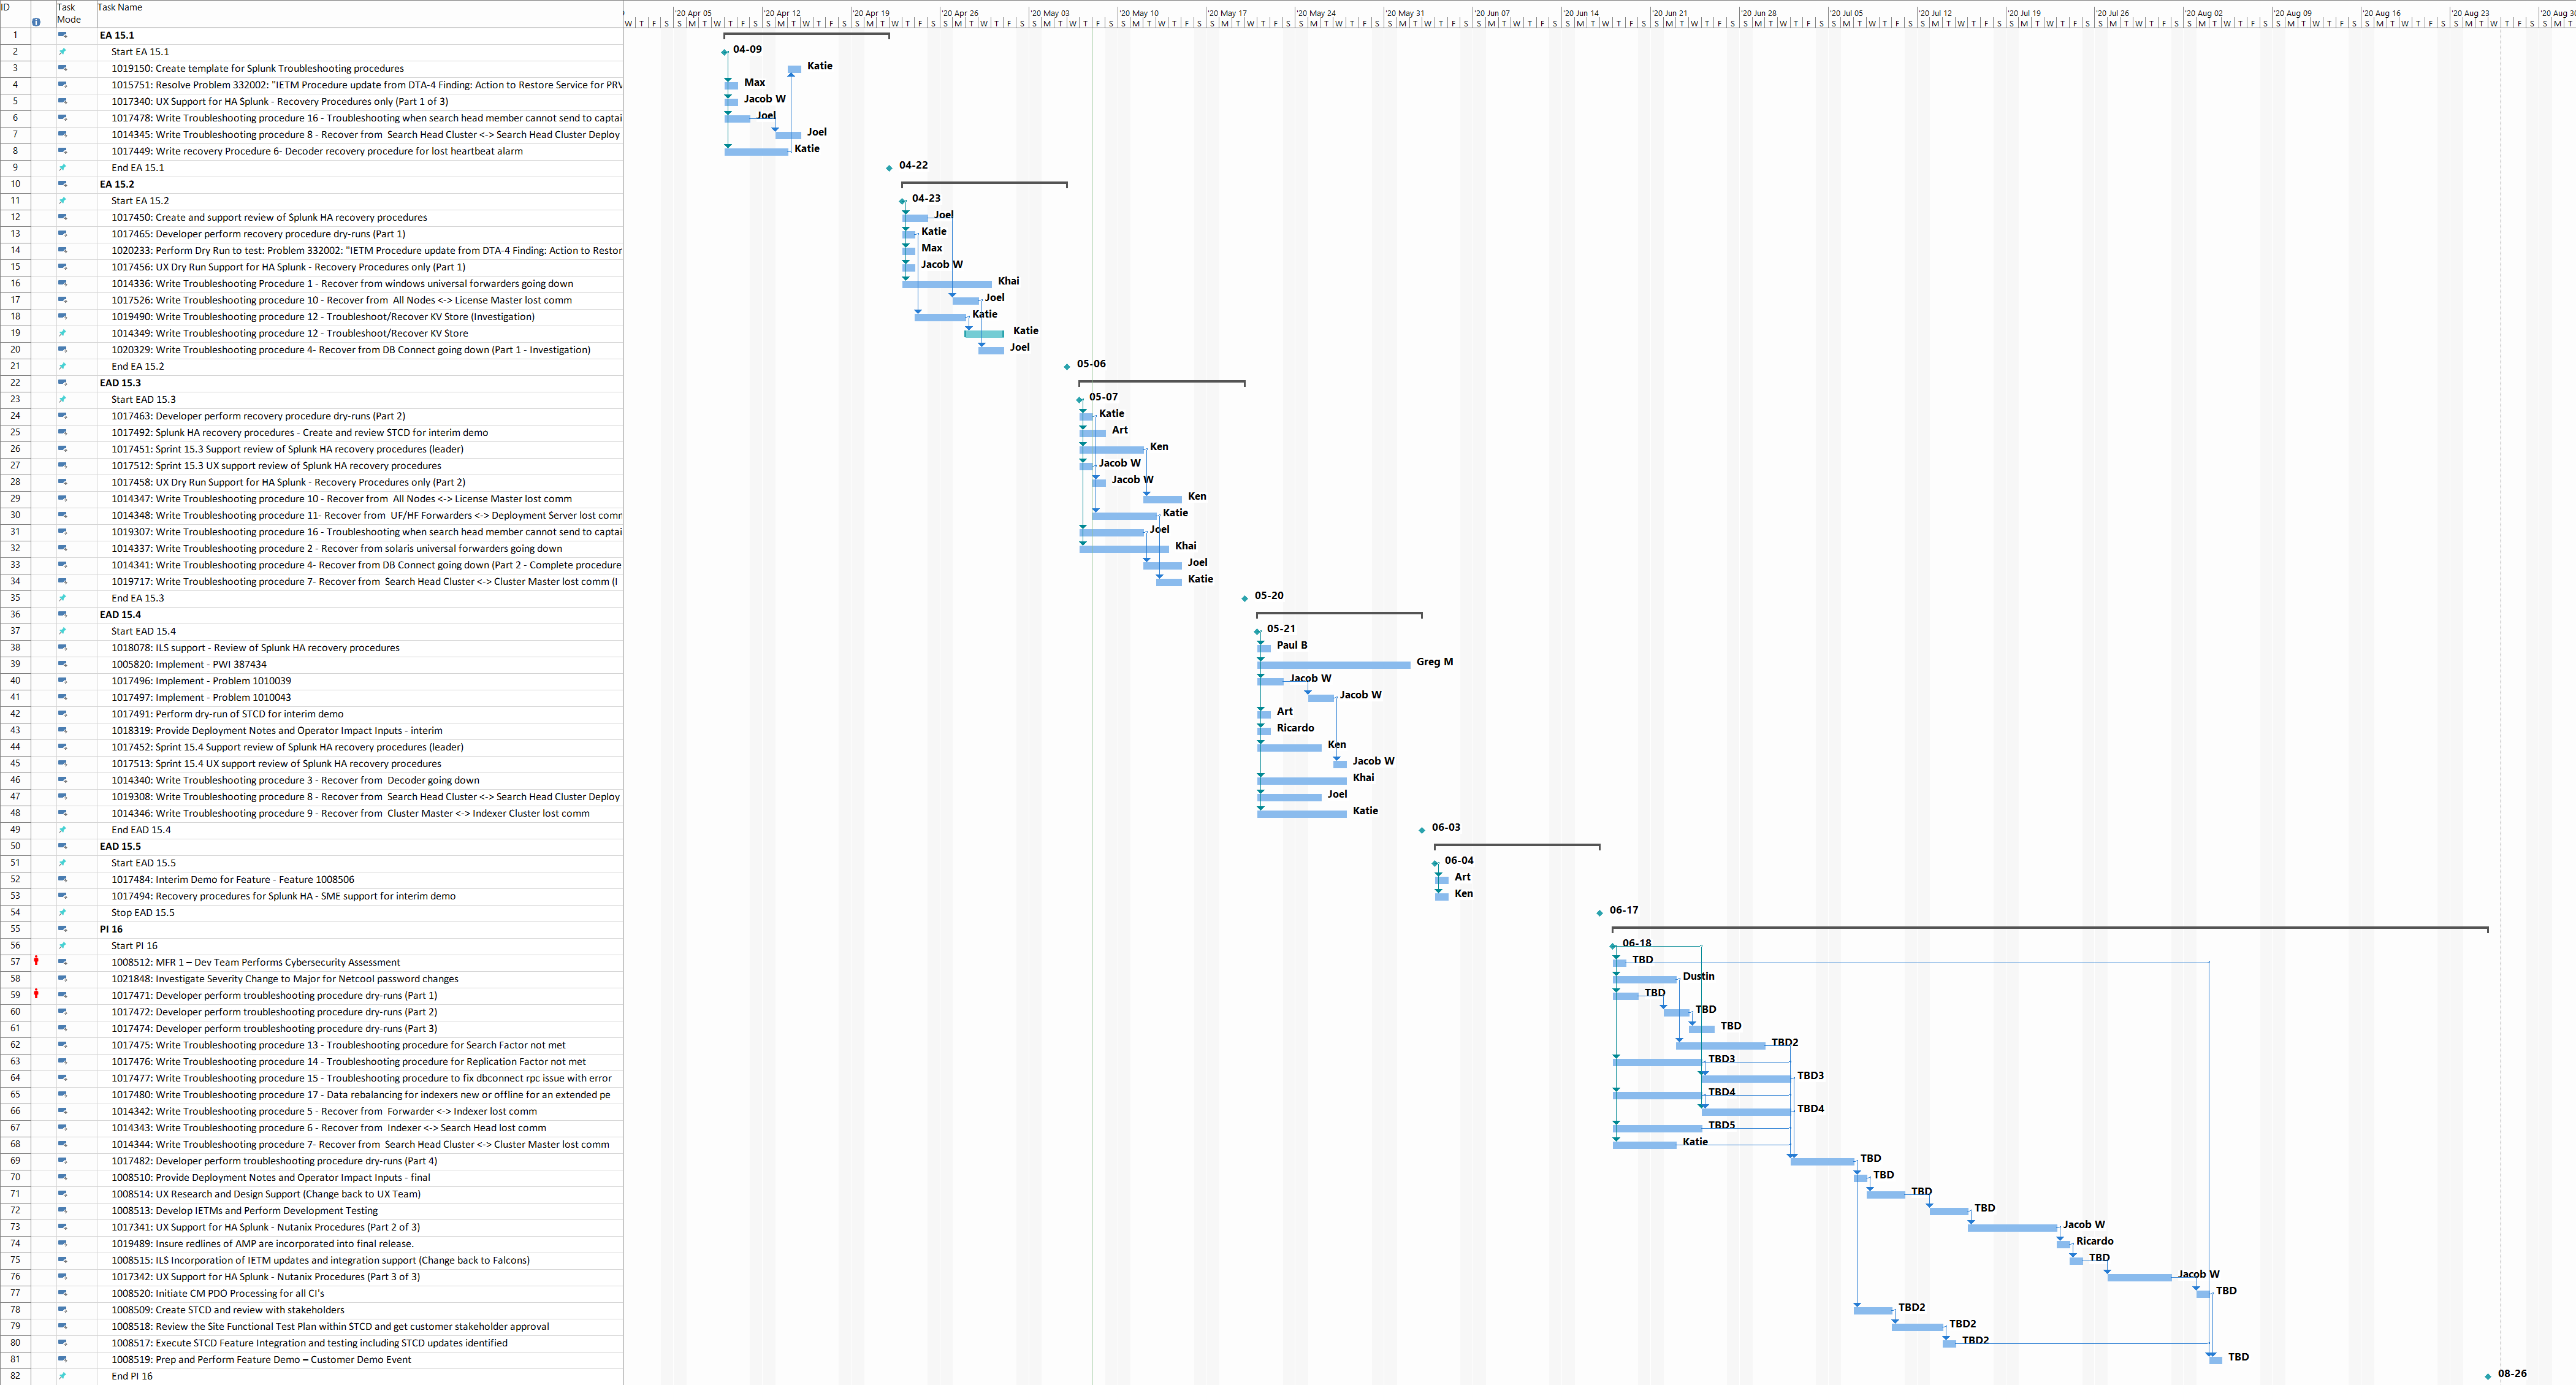 ID Task Mode Task Name
'20 Apr 05 '20 Apr 12 '20 Apr 19 '20 Apr 26 '20 May 03 '20 May 10 '20 May 17 '20 May 24 '20 May 31 '20 Jun 07 '20 Jun 14 '20 Jun 21 '20 Jun 28 '20 Jul 05 '20 Jul 12 '20 Jul 19 '20 Jul 26 '20 Aug 02 '20 Aug 09 '20 Aug 16 '20 Aug 23 '20 Aug 30
1 EA 15.1
2 Start EA 15.1 04-09
3 1019150: Create template for Splunk Troubleshooting procedures Katie
4 1015751: Resolve Problem 332002: "IETM Procedure update from DTA-4 Finding: Action to Restore Service for PRV Max
5 1017340: UX Support for HA Splunk - Recovery Procedures only (Part 1 of 3) Jacob W
6 1017478: Write Troubleshooting procedure 16 - Troubleshooting when search head member cannot send to captai Joel
7 1014345: Write Troubleshooting procedure 8 - Recover from Search Head Cluster <-> Search Head Cluster Deploy Joel
8 1017449: Write recovery Procedure 6- Decoder recovery procedure for lost heartbeat alarm Katie
9 End EA 15.1 04-22
10 EA 15.2
11 Start EA 15.2 04-23
12 1017450: Create and support review of Splunk HA recovery procedures Joel
13 1017465: Developer perform recovery procedure dry-runs (Part 1) Katie
14 1020233: Perform Dry Run to test: Problem 332002: "IETM Procedure update from DTA-4 Finding: Action to Restor Max
15 1017456: UX Dry Run Support for HA Splunk - Recovery Procedures only (Part 1) Jacob W
16 1014336: Write Troubleshooting Procedure 1 - Recover from windows universal forwarders going down Khai
17 1017526: Write Troubleshooting Procedure 10 - Recover from All Nodes <-> License Master lost comm Joel
18 1019490: Write Troubleshooting procedure 12 - Troubleshoot/Recover KV Store (Investigation) Katie
19 1014349: Write Troubleshooting procedure 12 - Troubleshoot/Recover KV Store Katie
20 1020329: Write Troubleshooting procedure 4- Recover from DB Connect going down (Part 1 - Investigation) Joel
21 End EA 15.2 05-06
22 EAD 15.3
23 Start EAD 15.3 05-07
24 1017463: Developer perform recovery procedure dry-runs (Part 2) Katie
25 1017492: Splunk HA recovery procedures - Create and review STCD for interim demo Art
26 1017451: Sprint 15.3 Support review of Splunk HA recovery procedures (leader) Ken
27 1017512: Sprint 15.3 UX support review of Splunk HA recovery procedures Jacob W
28 1017458: UX Dry Run Support for HA Splunk - Recovery Procedures only (Part 2) Jacob W
29 1014347: Write Troubleshooting procedure 10 - Recover from All Nodes <-> License Master lost comm Ken
30 1014348: Write Troubleshooting procedure 11- Recover from UF/HF Forwarders <-> Deployment Server lost comm Katie
31 1019307: Write Troubleshooting procedure 16 - Troubleshooting when search head member cannot send to captai Joel
32 1014337: Write Troubleshooting procedure 2 - Recover from solaris universal forwarders going down Khai
33 1014341: Write Troubleshooting procedure 4- Recover from DB Connect going down (Part 2 - Complete procedure Joel
34 1019717: Write Troubleshooting procedure 7- Recover from Search Head Cluster <-> Cluster Master lost comm (I Katie
35 End EA 15.3 05-20
36 EAD 15.4
37 Start EAD 15.4 05-21
38 1018078: ILS support - Review of Splunk HA recovery procedures Paul B
39 1005820: Implement - PWI 387434 Greg M
40 1017496: Implement - Problem 1010039 Jacob W
41 1017497: Implement - Problem 1010043 Jacob W
42 1017491: Perform dry-run of STCD for interim demo Art
43 1018319: Provide Deployment Notes and Operator Impact Inputs - interim Ricardo
44 1017452: Sprint 15.4 Support review of Splunk HA recovery procedures (leader) Ken
45 1017513: Sprint 15.4 UX support review of Splunk HA recovery procedures Jacob W
46 1014340: Write Troubleshooting procedure 3 - Recover from Decoder going down Khai
47 1019308: Write Troubleshooting procedure 8 - Recover from Search Head Cluster <-> Search Head Cluster Deploy Joel
48 1014346: Write Troubleshooting procedure 9 - Recover from Cluster Master <-> Indexer Cluster lost comm Katie
49 End EAD 15.4 06-03
50 EAD 15.5
51 Start EAD 15.5 06-04
52 1017484: Interim Demo for Feature - Feature 1008506 Art
53 1017494: Recovery procedures for Splunk HA - SME support for interim demo Ken
54 Stop EAD 15.5 06-17
55 PI 16
56 Start PI 16 06-18
57 1008512: MFR 1 – Dev Team Performs Cybersecurity Assessment TBD
58 1021848: Investigate Severity Change to Major for Netcool password changes Dustin
59 1017471: Developer perform troubleshooting procedure dry-runs (Part 1) TBD
60 1017472: Developer perform troubleshooting procedure dry-runs (Part 2) TBD
61 1017474: Developer perform troubleshooting procedure dry-runs (Part 3) TBD
62 1017475: Write Troubleshooting procedure 13 - Troubleshooting procedure for Search Factor not met TBD2
63 1017476: Write Troubleshooting procedure 14 - Troubleshooting procedure for Replication Factor not met TBD3
64 1017477: Write Troubleshooting procedure 15 - Troubleshooting procedure to fix dbconnect rpc issue with error TBD3
65 1017480: Write Troubleshooting procedure 17 - Data rebalancing for indexers new or offline for an extended pe TBD4
66 1014342: Write Troubleshooting procedure 5 - Recover from Forwarder <-> Indexer lost comm TBD4
67 1014343: Write Troubleshooting procedure 6 - Recover from Indexer <-> Search Head lost comm TBD5
68 1014344: Write Troubleshooting procedure 7- Recover from Search Head Cluster <-> Cluster Master lost comm Katie
69 1017482: Developer perform troubleshooting procedure dry-runs (Part 4) TBD
70 1008510: Provide Deployment Notes and Operator Impact Inputs - final TBD
71 1008514: UX Research and Design Support (Change back to UX Team) TBD
72 1008513: Develop IETMs and Perform Development Testing TBD
73 1017341: UX Support for HA Splunk - Nutanix Procedures (Part 2 of 3) Jacob W
74 1019489: Insure redlines of AMP are incorporated into final release. Ricardo
75 1008515: ILS Incorporation of IETM updates and integration support (Change back to Falcons) TBD
76 1017342: UX Support for HA Splunk - Nutanix Procedures (Part 3 of 3) Jacob W
77 1008520: Initiate CM PDO Processing for all CI's TBD
78 1008509: Create STCD and review with stakeholders TBD2
79 1008518: Review the Site Functional Test Plan within STCD and get customer stakeholder approval TBD2
80 1008517: Execute STCD Feature Integration and testing including STCD updates identified TBD2
81 1008519: Prep and Perform Feature Demo – Customer Demo Event TBD
82 End PI 16 08-26